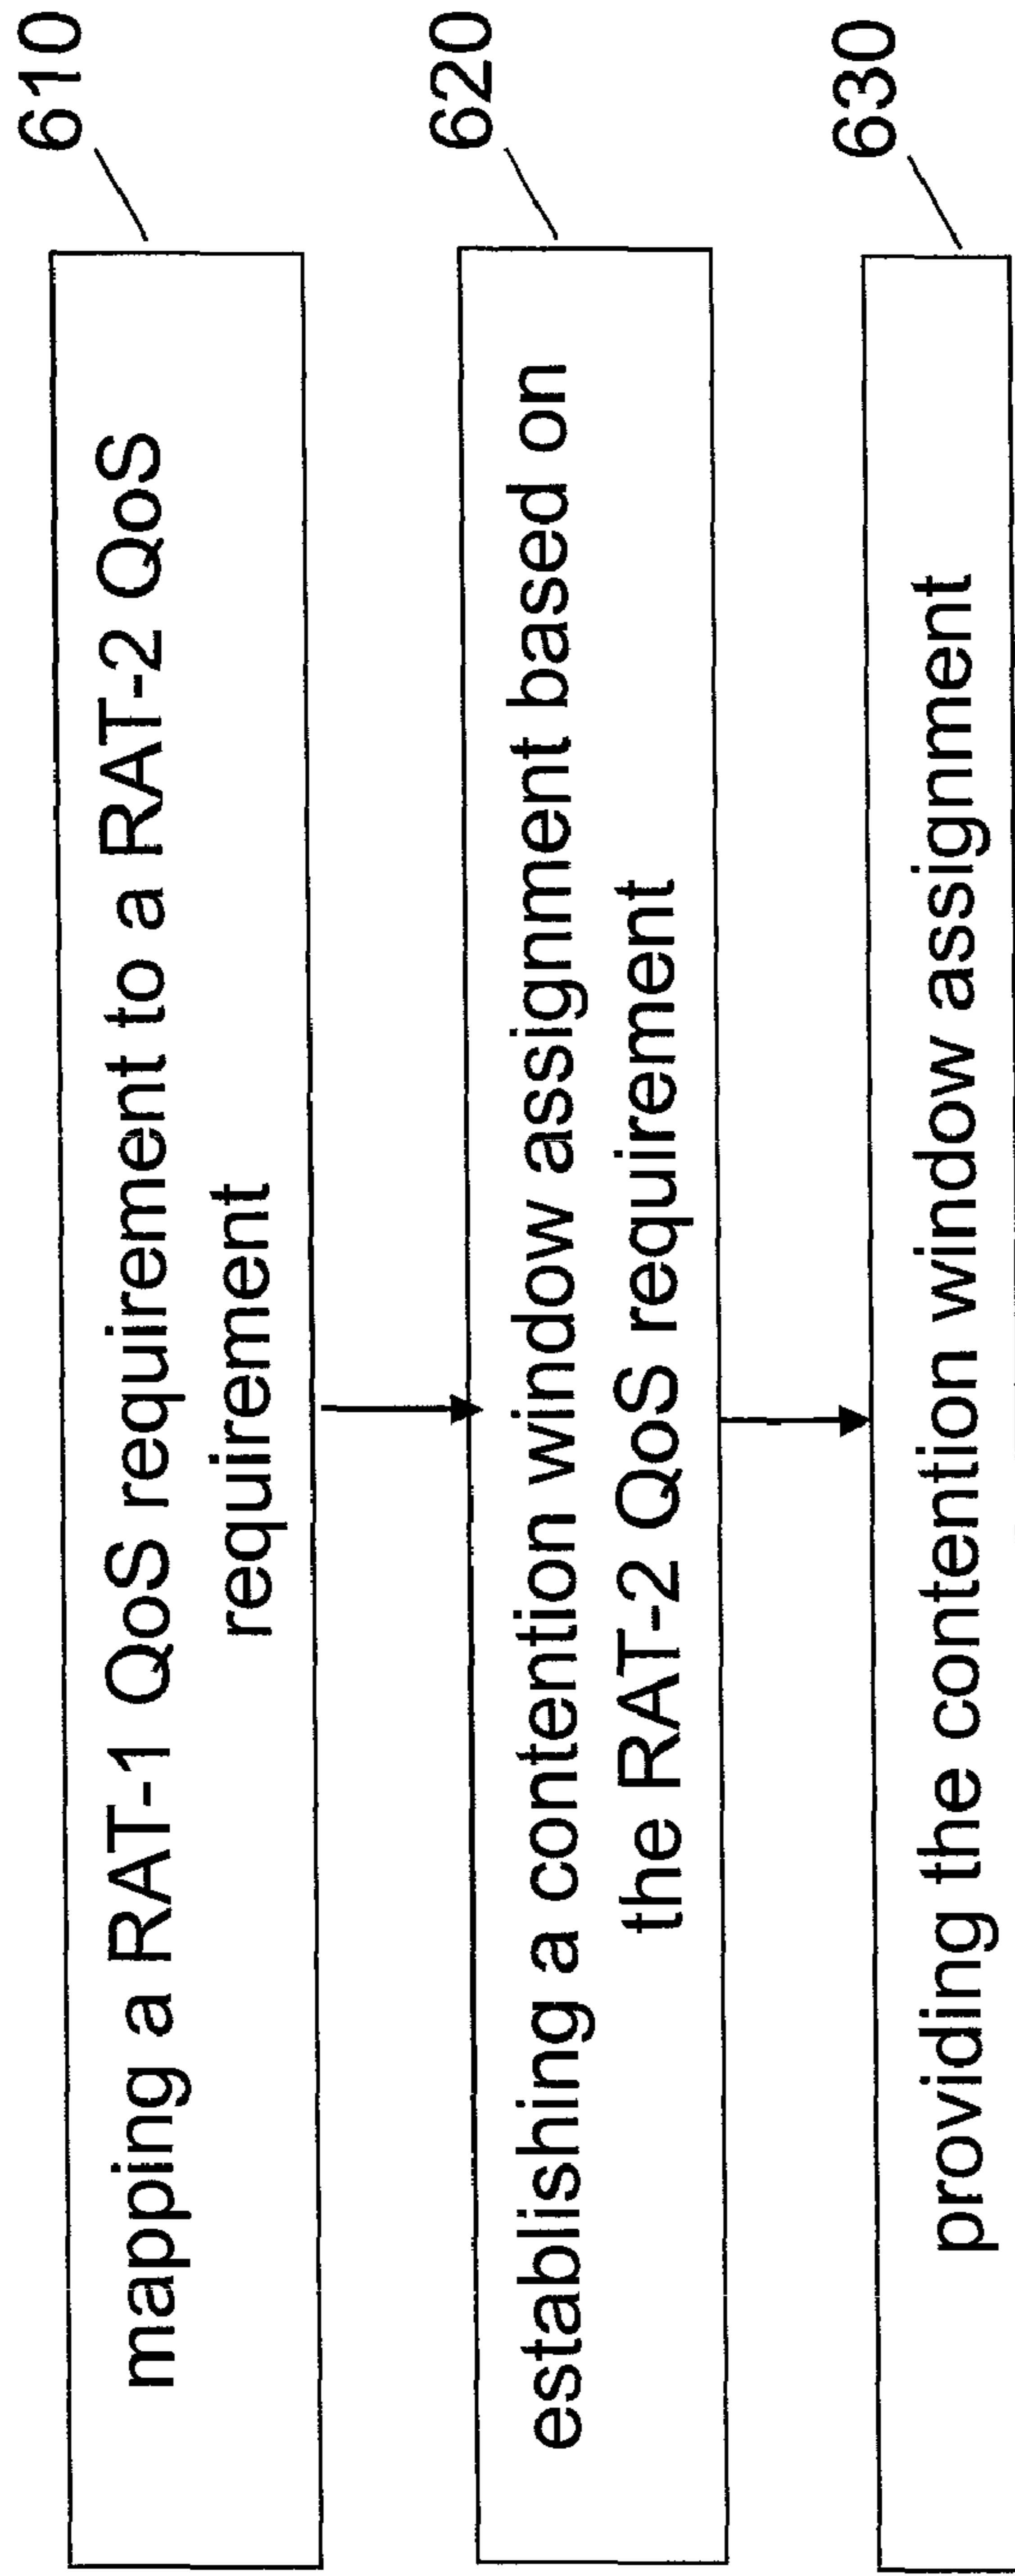 610
mapping a RAT-1 QoS requirement to a RAT-2 QoS
requirement
620
establishing a contention window assignment based on
the RAT-2 QoS requirement
630
providing the contention window assignment